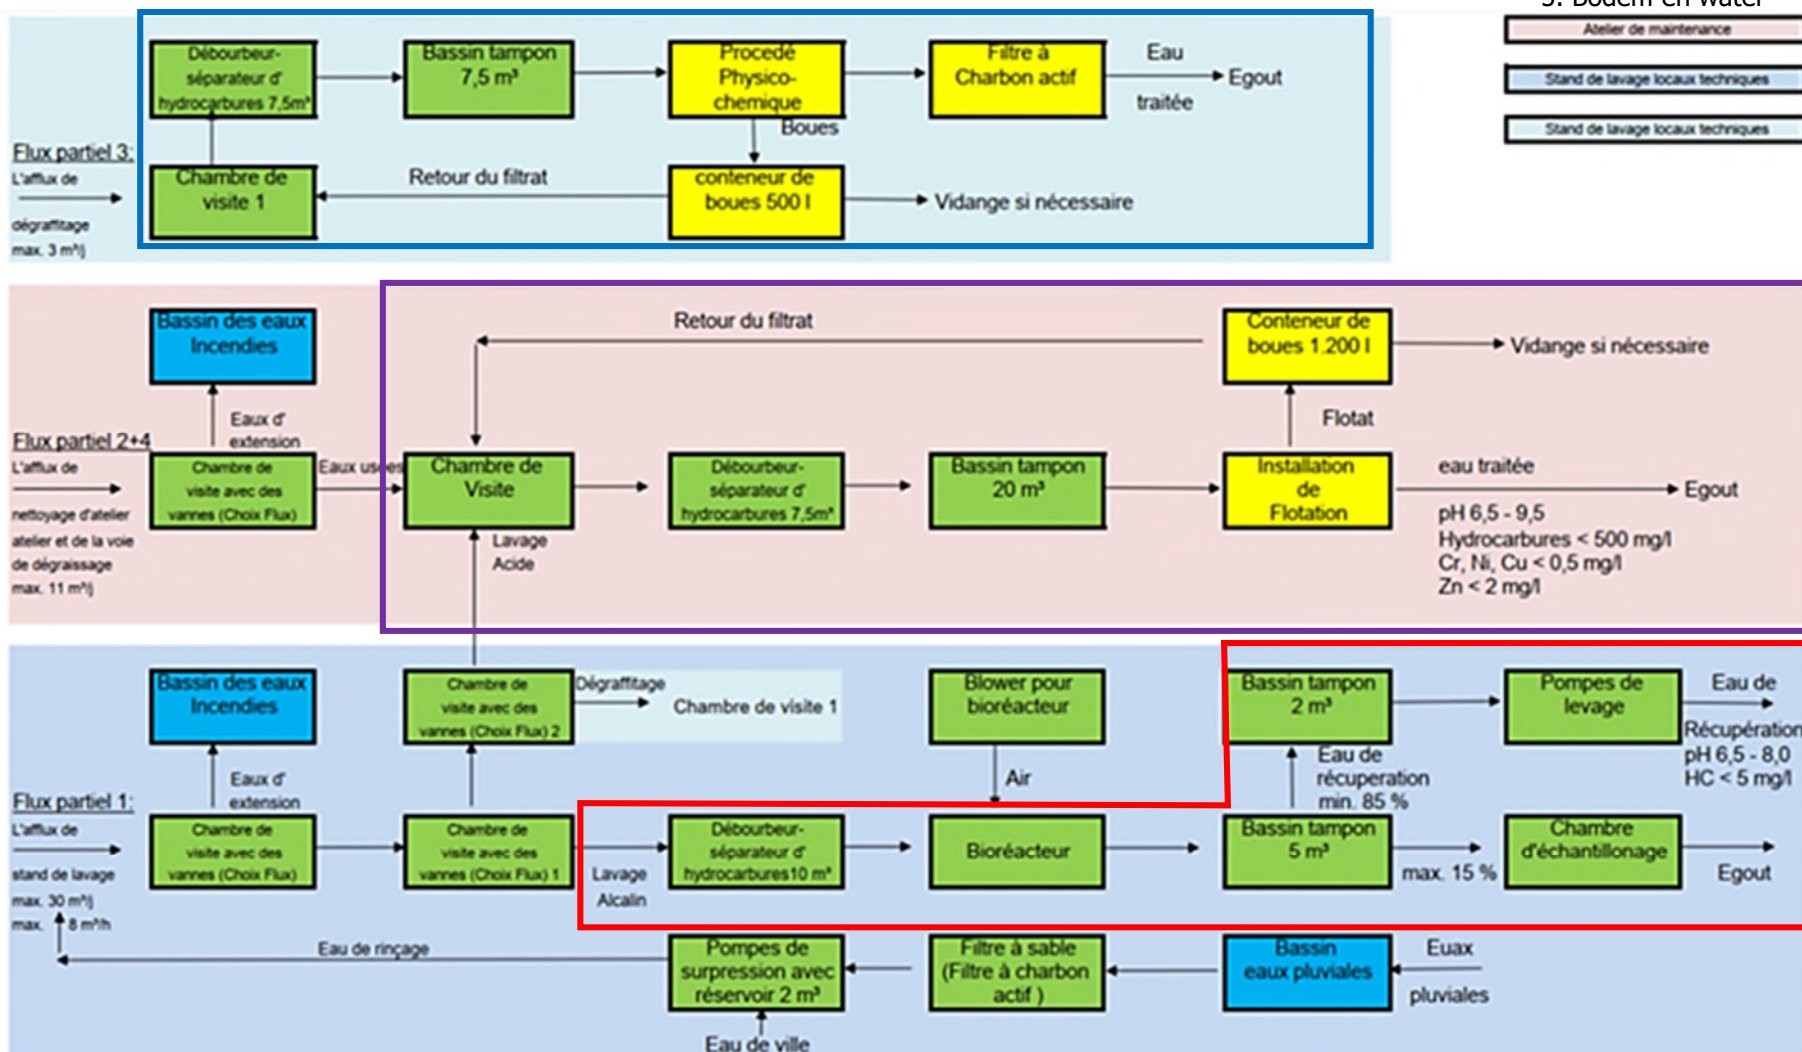 5. Bodem en water
Atelier de maintenance
Stand de lavage locaux techniques
Stand de lavage locaux techniques
Débourbeur-
séparateur d'
hydrocarbures 7,5m³
Bassin tampon
7,5 m³
Procedé
Physico-
chemique
Filtre à
Charbon actif
Eau
traitée
Egout
Boues
Flux partiel 3:
L'afflux de
dégraffitage
max. 3 m³/j
Chambre de
visite 1
Retour du filtrat
conteneur de
boues 500 l
Vidange si nécessaire
Bassin des eaux
Incendies
Retour du filtrat
Conteneur de
boues 1.200 l
Vidange si nécessaire
Eaux d'
extension
Flotat
Flux partiel 2+4
L'afflux de
nettoyage d'atelier
atelier et de la voie
de dégraissage
max. 11 m³/j
Chambre de
visite avec des
vannes (Choix Flux)
Eaux usées
Chambre de
Visite
Débourbeur-
séparateur d'
hydrocarbures 7,5m³
Bassin tampon
20 m³
Installation
de
Flotation
eau traitée
Egout
pH 6,5 - 9,5
Hydrocarbures < 500 mg/l
Cr, Ni, Cu < 0,5 mg/l
Zn < 2 mg/l
Lavage
Acide
Bassin des eaux
Incendies
Chambre de
visite avec des
vannes (Choix Flux) 2
Dégraffitage
Chambre de visite 1
Blower pour
bioréacteur
Bassin tampon
2 m³
Pompes de
levage
Eau de
Récupération
pH 6,5 - 8,0
HC < 5 mg/l
Eaux d'
extension
Air
Eau de
récuperation
min. 85 %
Flux partiel 1:
L'afflux de
stand de lavage
max. 30 m³/j
max. 8 m³/h
Chambre de
visite avec des
vannes (Choix Flux)
Chambre de
visite avec des
vannes (Choix Flux) 1
Lavage
Alcalin
Débourbeur-
séparateur d'
hydrocarbures10 m³
Bioréacteur
Bassin tampon
5 m³
max. 15 %
Chambre
d'échantillonage
Egout
Eau de rinçage
Pompes de
surpression avec
réservoir 2 m³
Filtre à sable
(Filtre à charbon
actif )
Bassin
eaux pluviales
Euax
pluviales
Eau de ville